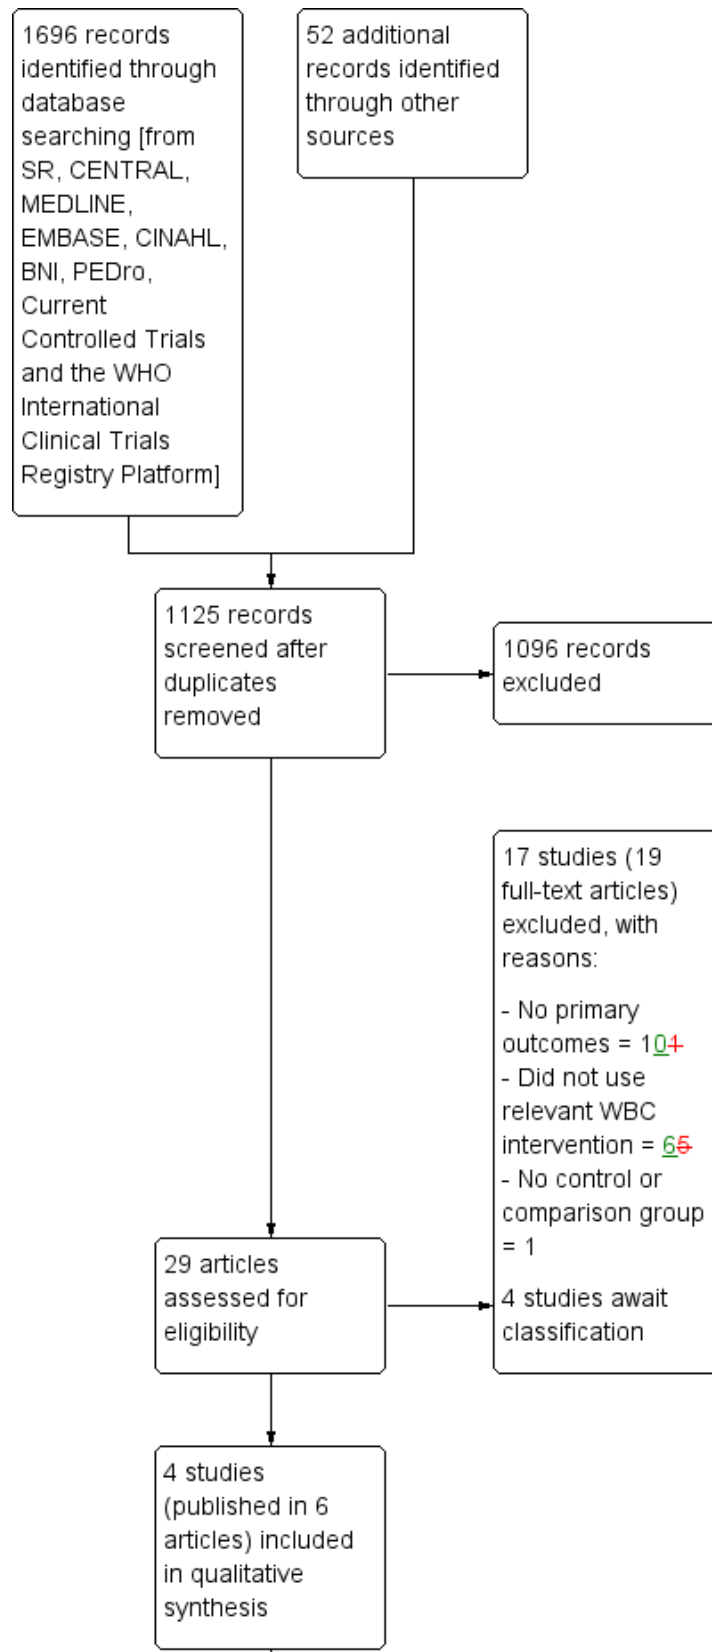 1696 records
identified through
database
searching [from
SR, CENTRAL,
MEDLINE,
EMBASE, CINAHL,
BNI, PEDro,
Current
Controlled Trials
and the WHO
International
Clinical Trials
Registry Platform]
52 additional
records identified
through other
sources
1125 records
screened after
duplicates
removed
1096 records
excluded
17 studies (19
full-text articles)
excluded, with
reasons:
- No primary
outcomes = 101
- Did not use
relevant WBC
intervention = 65
- No control or
comparison group
= 1
4 studies await
classification
29 articles
assessed for
eligibility
4 studies
(published in 6
articles) included
in qualitative
synthesis